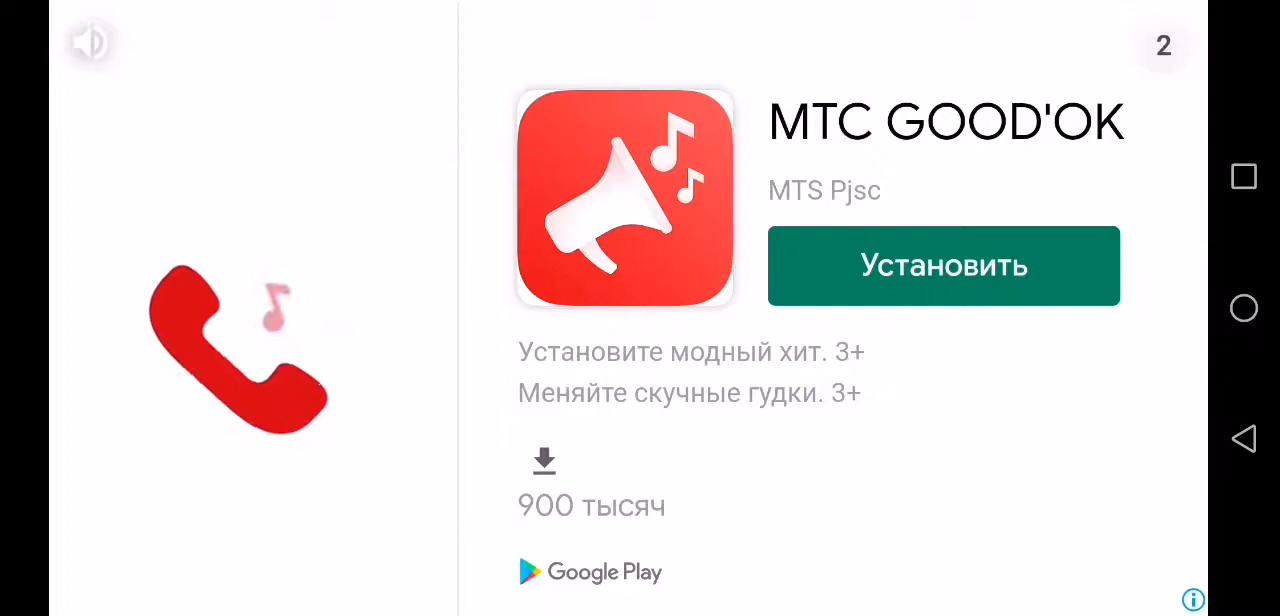 2
МТС GOOD'OK
MTS Pjsc
Установить
Установите модный хит. 3+
Меняйте скучные гудки. 3+
900 тысяч
Google Play